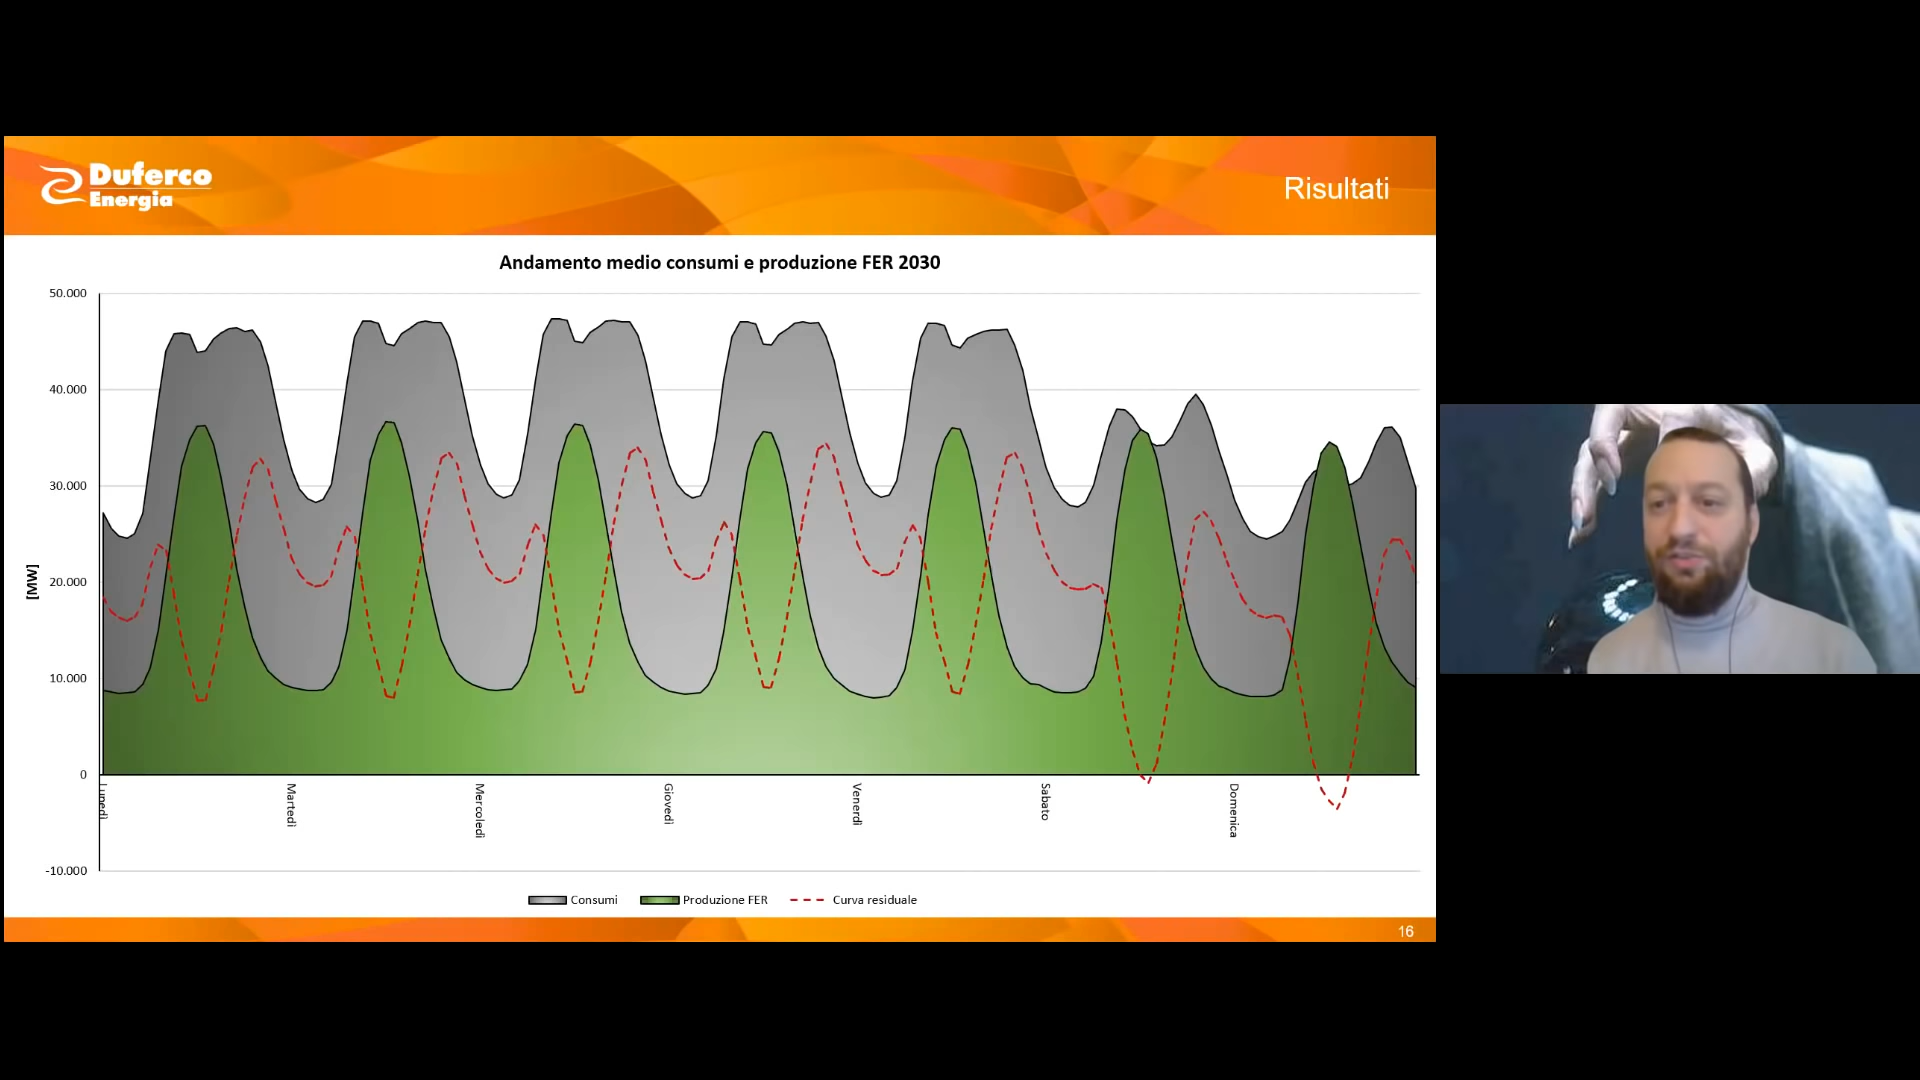 Duferco
Energia
Risultati
Andamento medio consumi e produzione FER 2030
50.000
40.000
30.000
20.000
10.000
0
-10.000
[MW]
Lunedì
Martedì
Mercoledì
Giovedì
Venerdì
Sabato
Domenica
Consumi
Produzione FER
Curva residuale
16